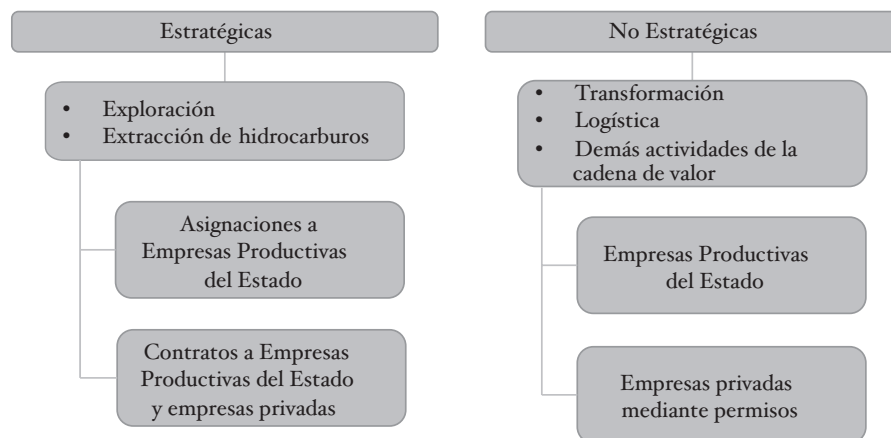 Estratégicas
• Exploración
• Extracción de hidrocarburos
Asignaciones a
Empresas Productivas
del Estado
Contratos a Empresas
Productivas del Estado
y empresas privadas
No Estratégicas
• Transformación
• Logística
• Demás actividades de la
cadena de valor
Empresas Productivas
del Estado
Empresas privadas
mediante permisos